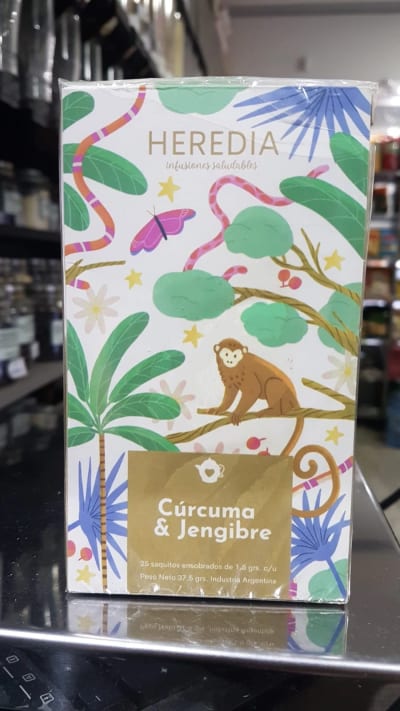 HEREDIA
infusiones saludables
Cúrcuma
& Jengibre
25 saquitos ensobrados de 1,5 grs. c/u
Peso Neto 37,5 grs. Industria Argentina